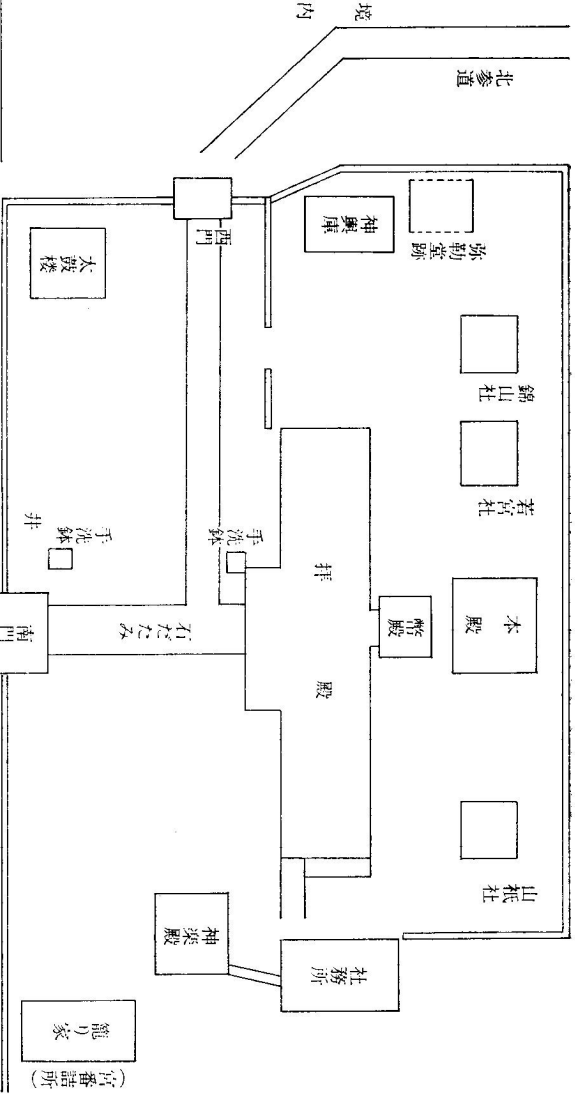 境内
北参道
西門
太鼓楼
神輿庫
弥勒堂跡
錦山社
若宮社
手洗鉢
井
手洗鉢
南門
石だたみ
拝殿
幣殿
本殿
山祇社
神楽殿
社務所
籠り家
(宮番詰所)